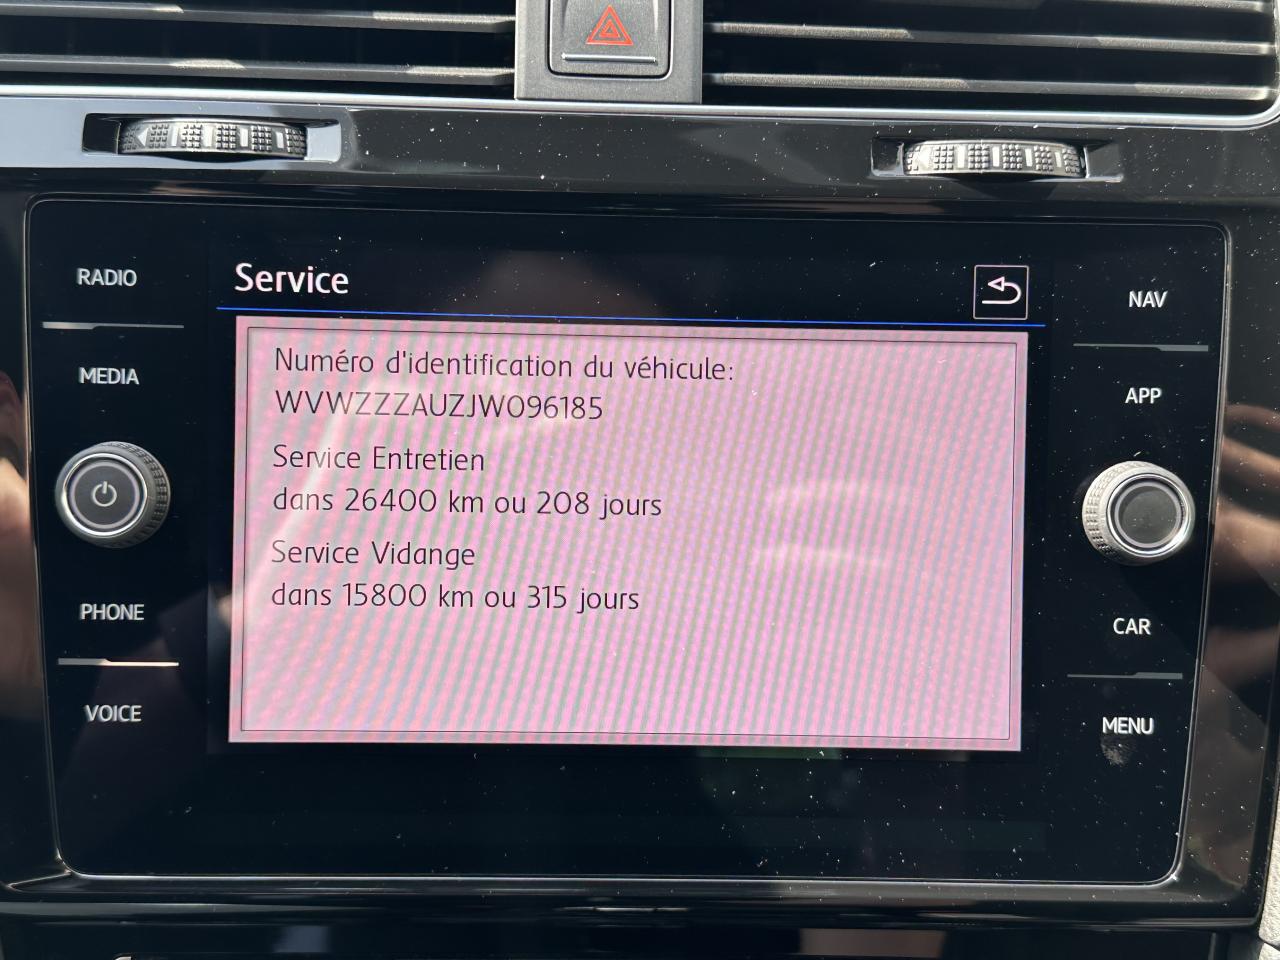 Service
RADIO
MEDIA
PHONE
VOICE
Numéro d'identification du véhicule:
WVWZZZAUZJW096185
Service Entretien
dans 26400 km ou 208 jours
Service Vidange
dans 15800 km ou 315 jours
NAV
APP
CAR
MENU